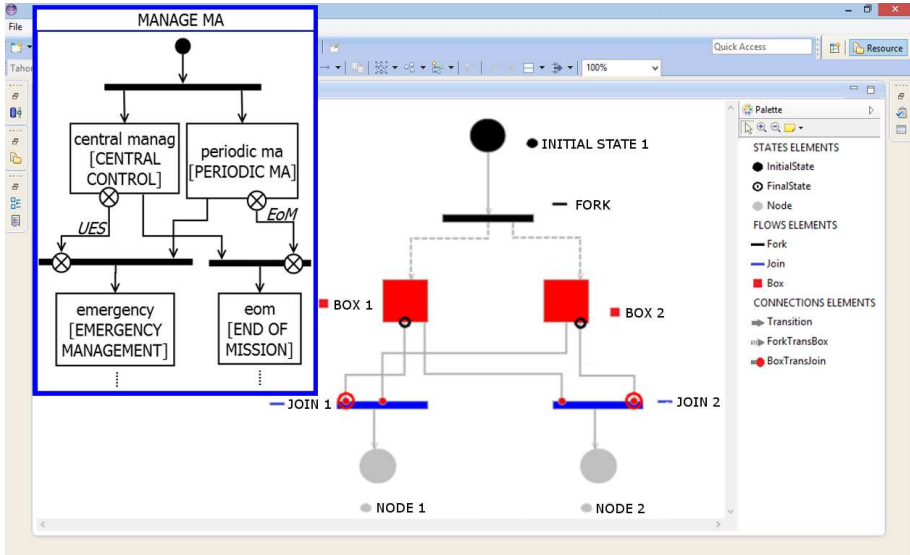 File
MANAGE MA
Quick Access
Resource
Taho
100%
central manag
[CENTRAL
CONTROL]
periodic ma
[PERIODIC MA]
UES
EoM
emergency
[EMERGENCY
MANAGEMENT]
eom
[END OF
MISSION]
INITIAL STATE 1
FORK
BOX 1
BOX 2
JOIN 1
JOIN 2
NODE 1
NODE 2
Palette
STATES ELEMENTS
InitialState
FinalState
Node
FLOWS ELEMENTS
Fork
Join
Box
CONNECTIONS ELEMENTS
Transition
ForkTransBox
BoxTransJoin